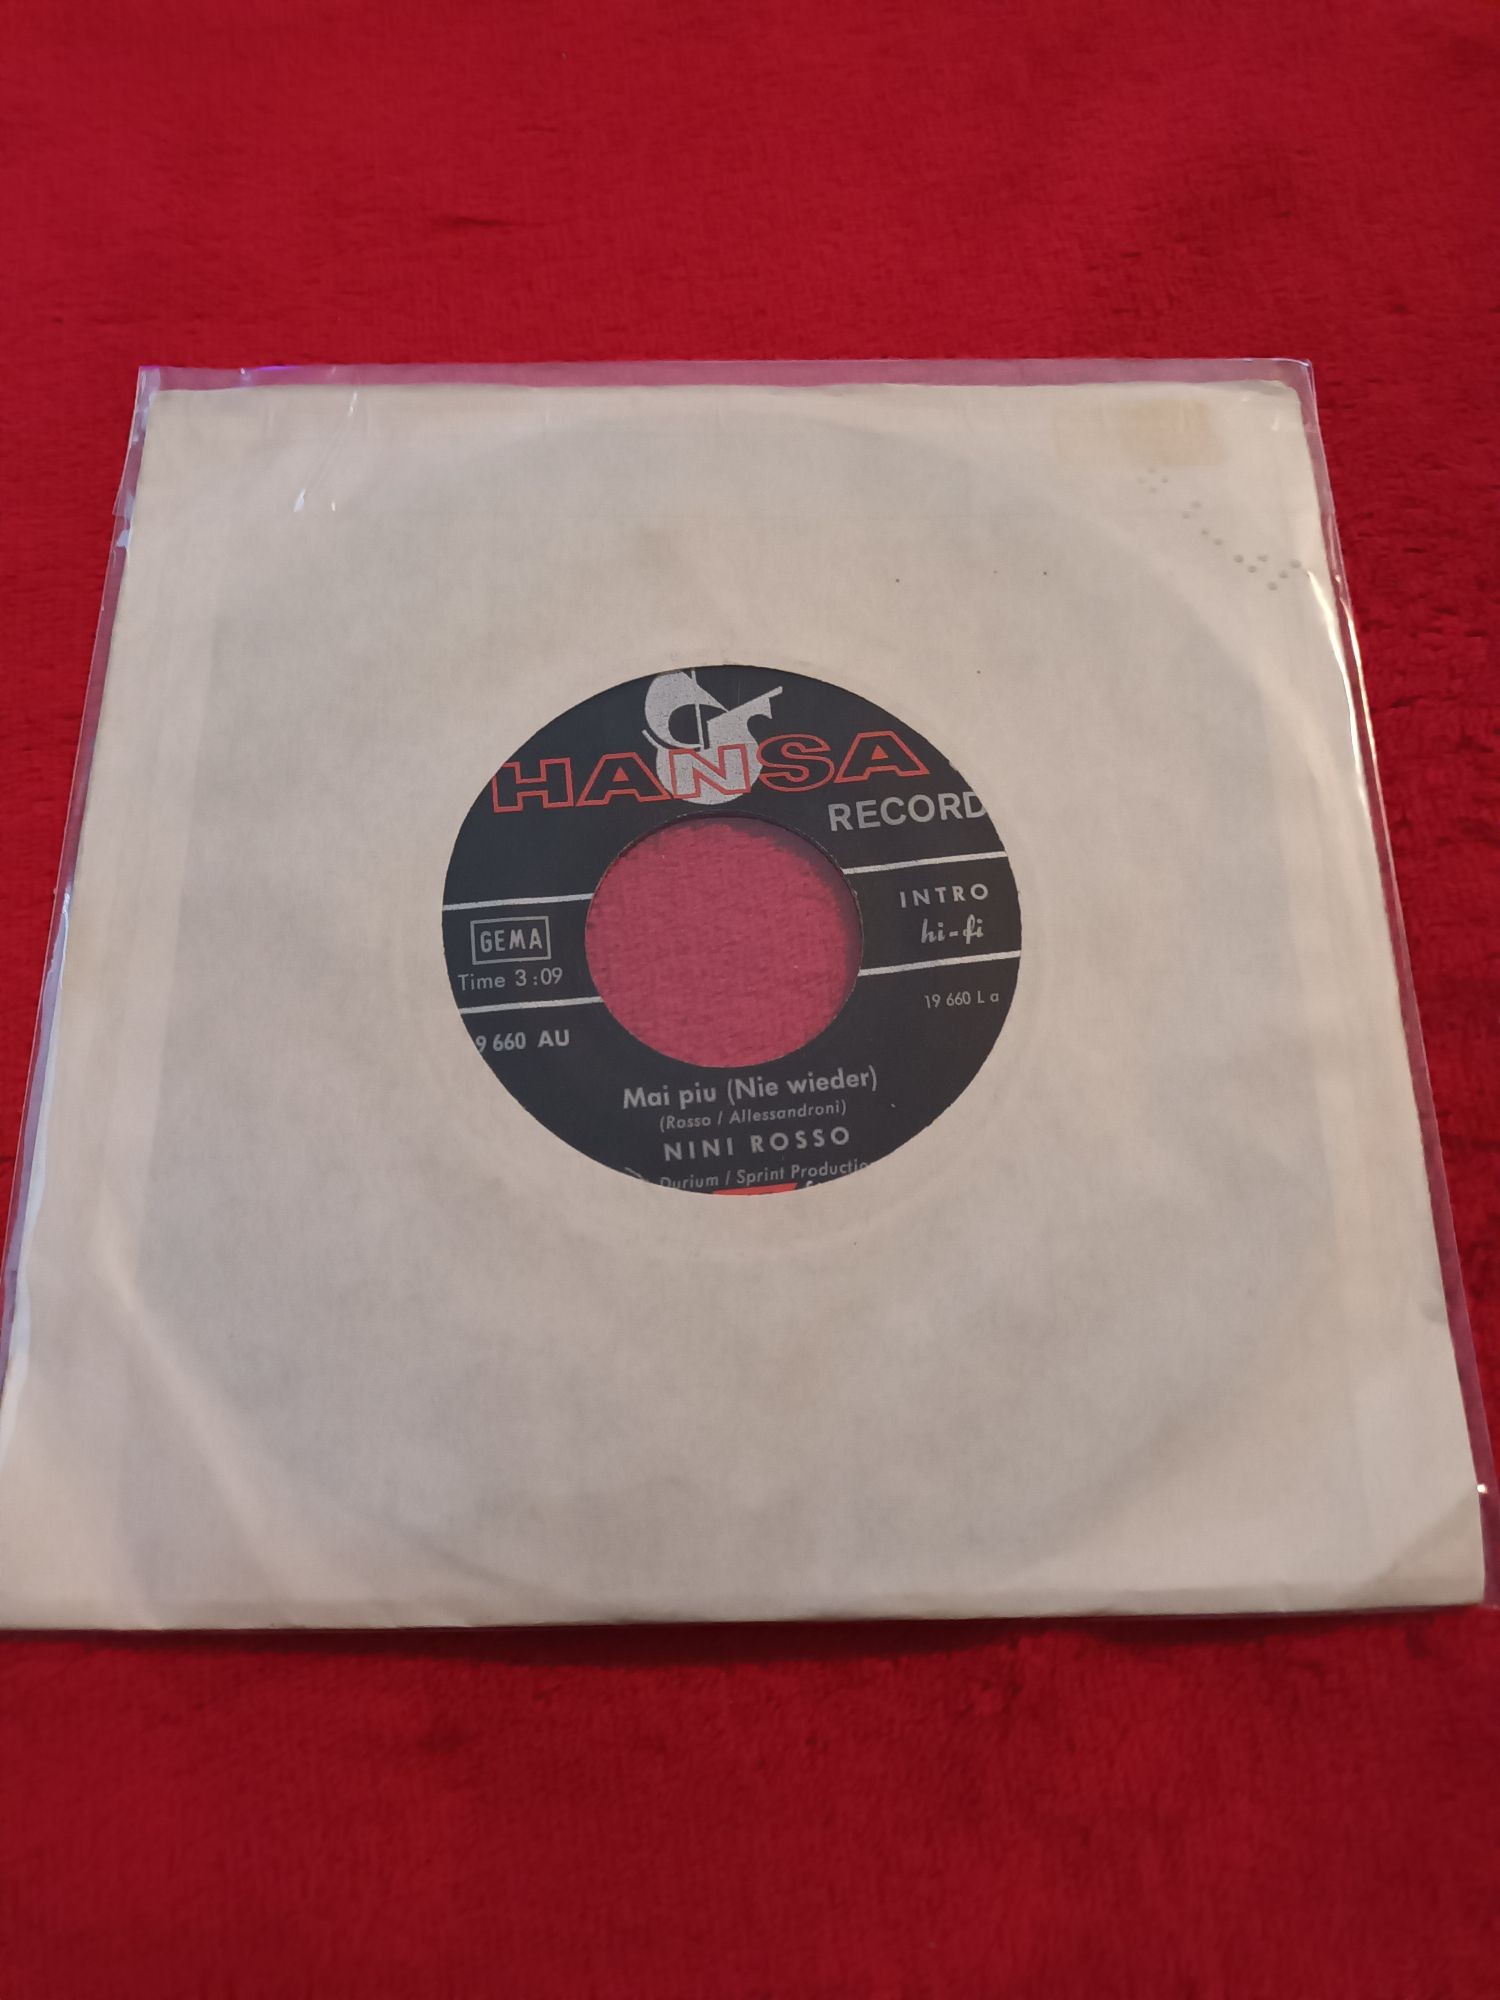 HANSA
RECORD
INTRO
hi-fi
GEMA
Time 3:09
19 660 L a
9 660 AU
Mai piu (Nie wieder)
(Rosso / Allessandroni)
NINI ROSSO
Durium / Sprint Productio